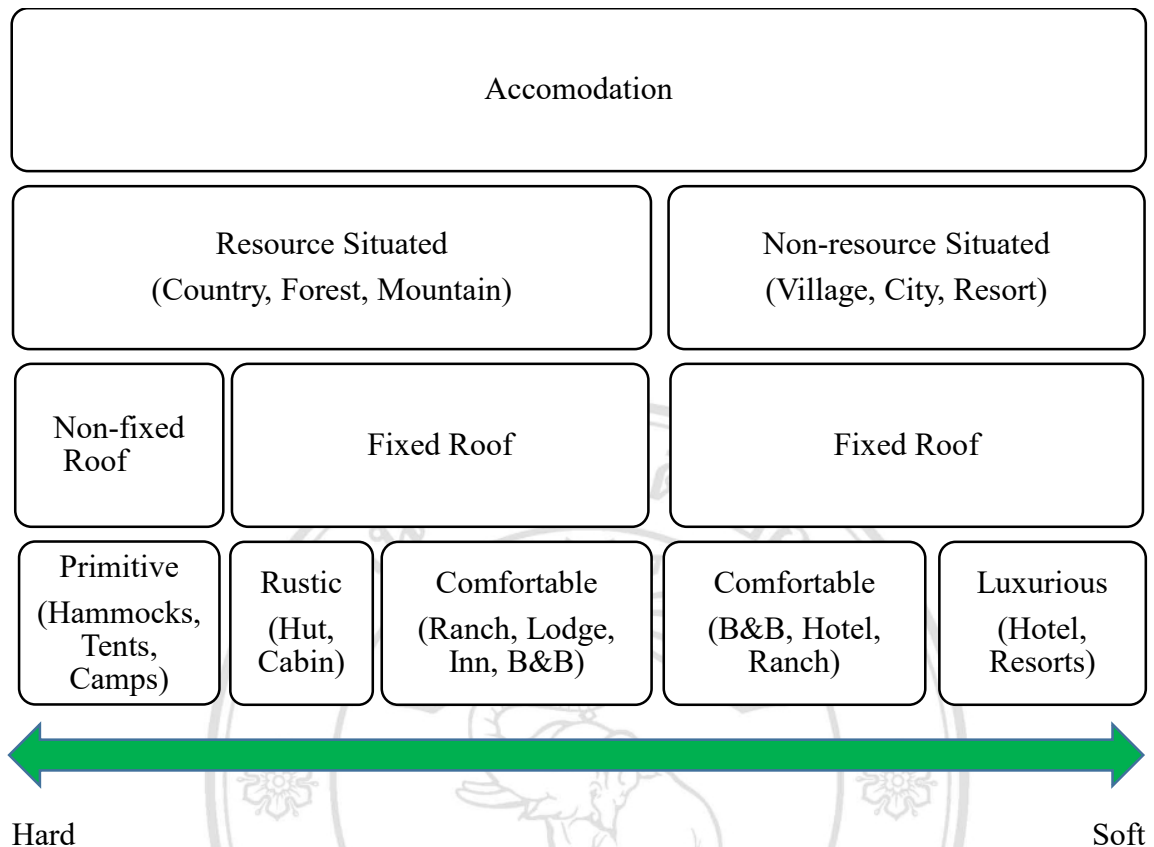 Accomodation
Resource Situated
(Country, Forest, Mountain)
Non-resource Situated
(Village, City, Resort)
Non-fixed
Roof
Fixed Roof
Fixed Roof
Primitive
(Hammocks,
Tents,
Camps)
Rustic
(Hut,
Cabin)
Comfortable
(Ranch, Lodge,
Inn, B&B)
Comfortable
(B&B, Hotel,
Ranch)
Luxurious
(Hotel,
Resorts)
Hard
Soft